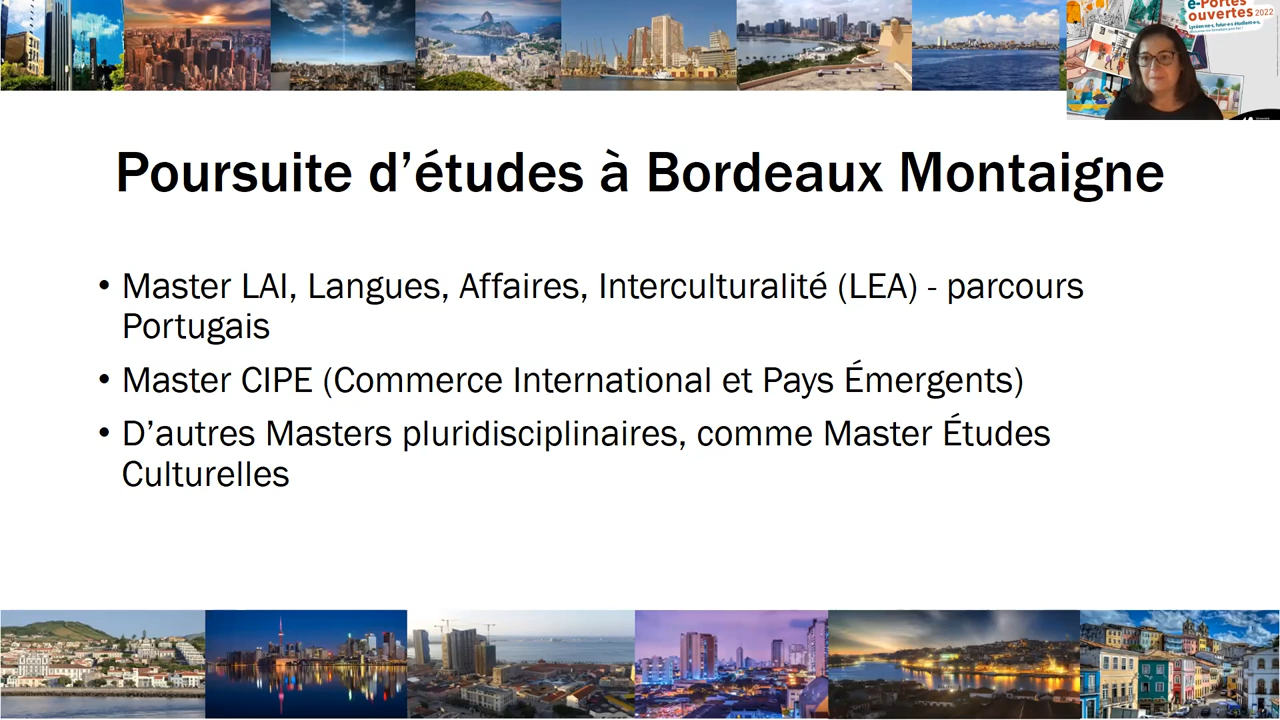 e-Portes
ouvertes 2022
Poursuite d’études à Bordeaux Montaigne
• Master LAI, Langues, Affaires, Interculturalité (LEA) - parcours
Portugais
• Master CIPE (Commerce International et Pays Émergents)
• D’autres Masters pluridisciplinaires, comme Master Études
Culturelles